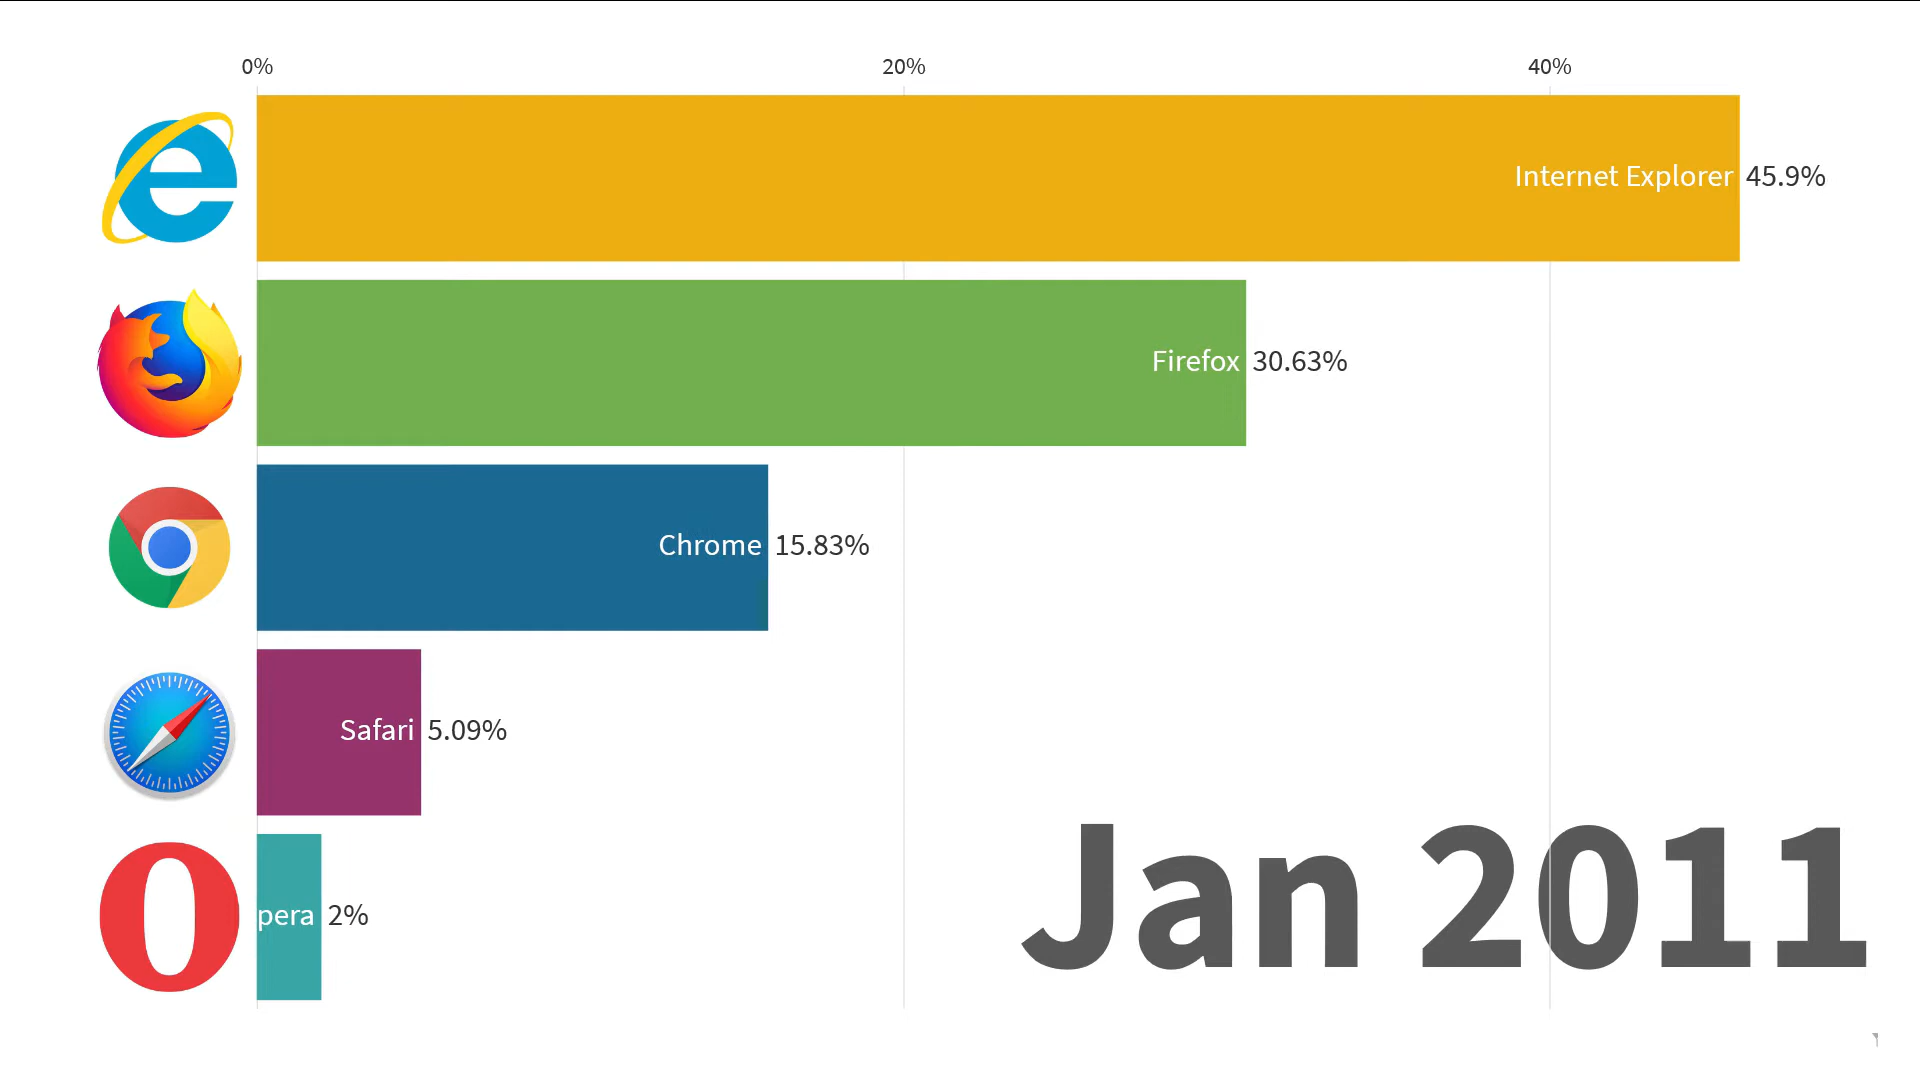 0% 20% 40%
Internet Explorer 45.9%
Firefox 30.63%
Chrome 15.83%
Safari 5.09%
pera 2%
Jan 2011